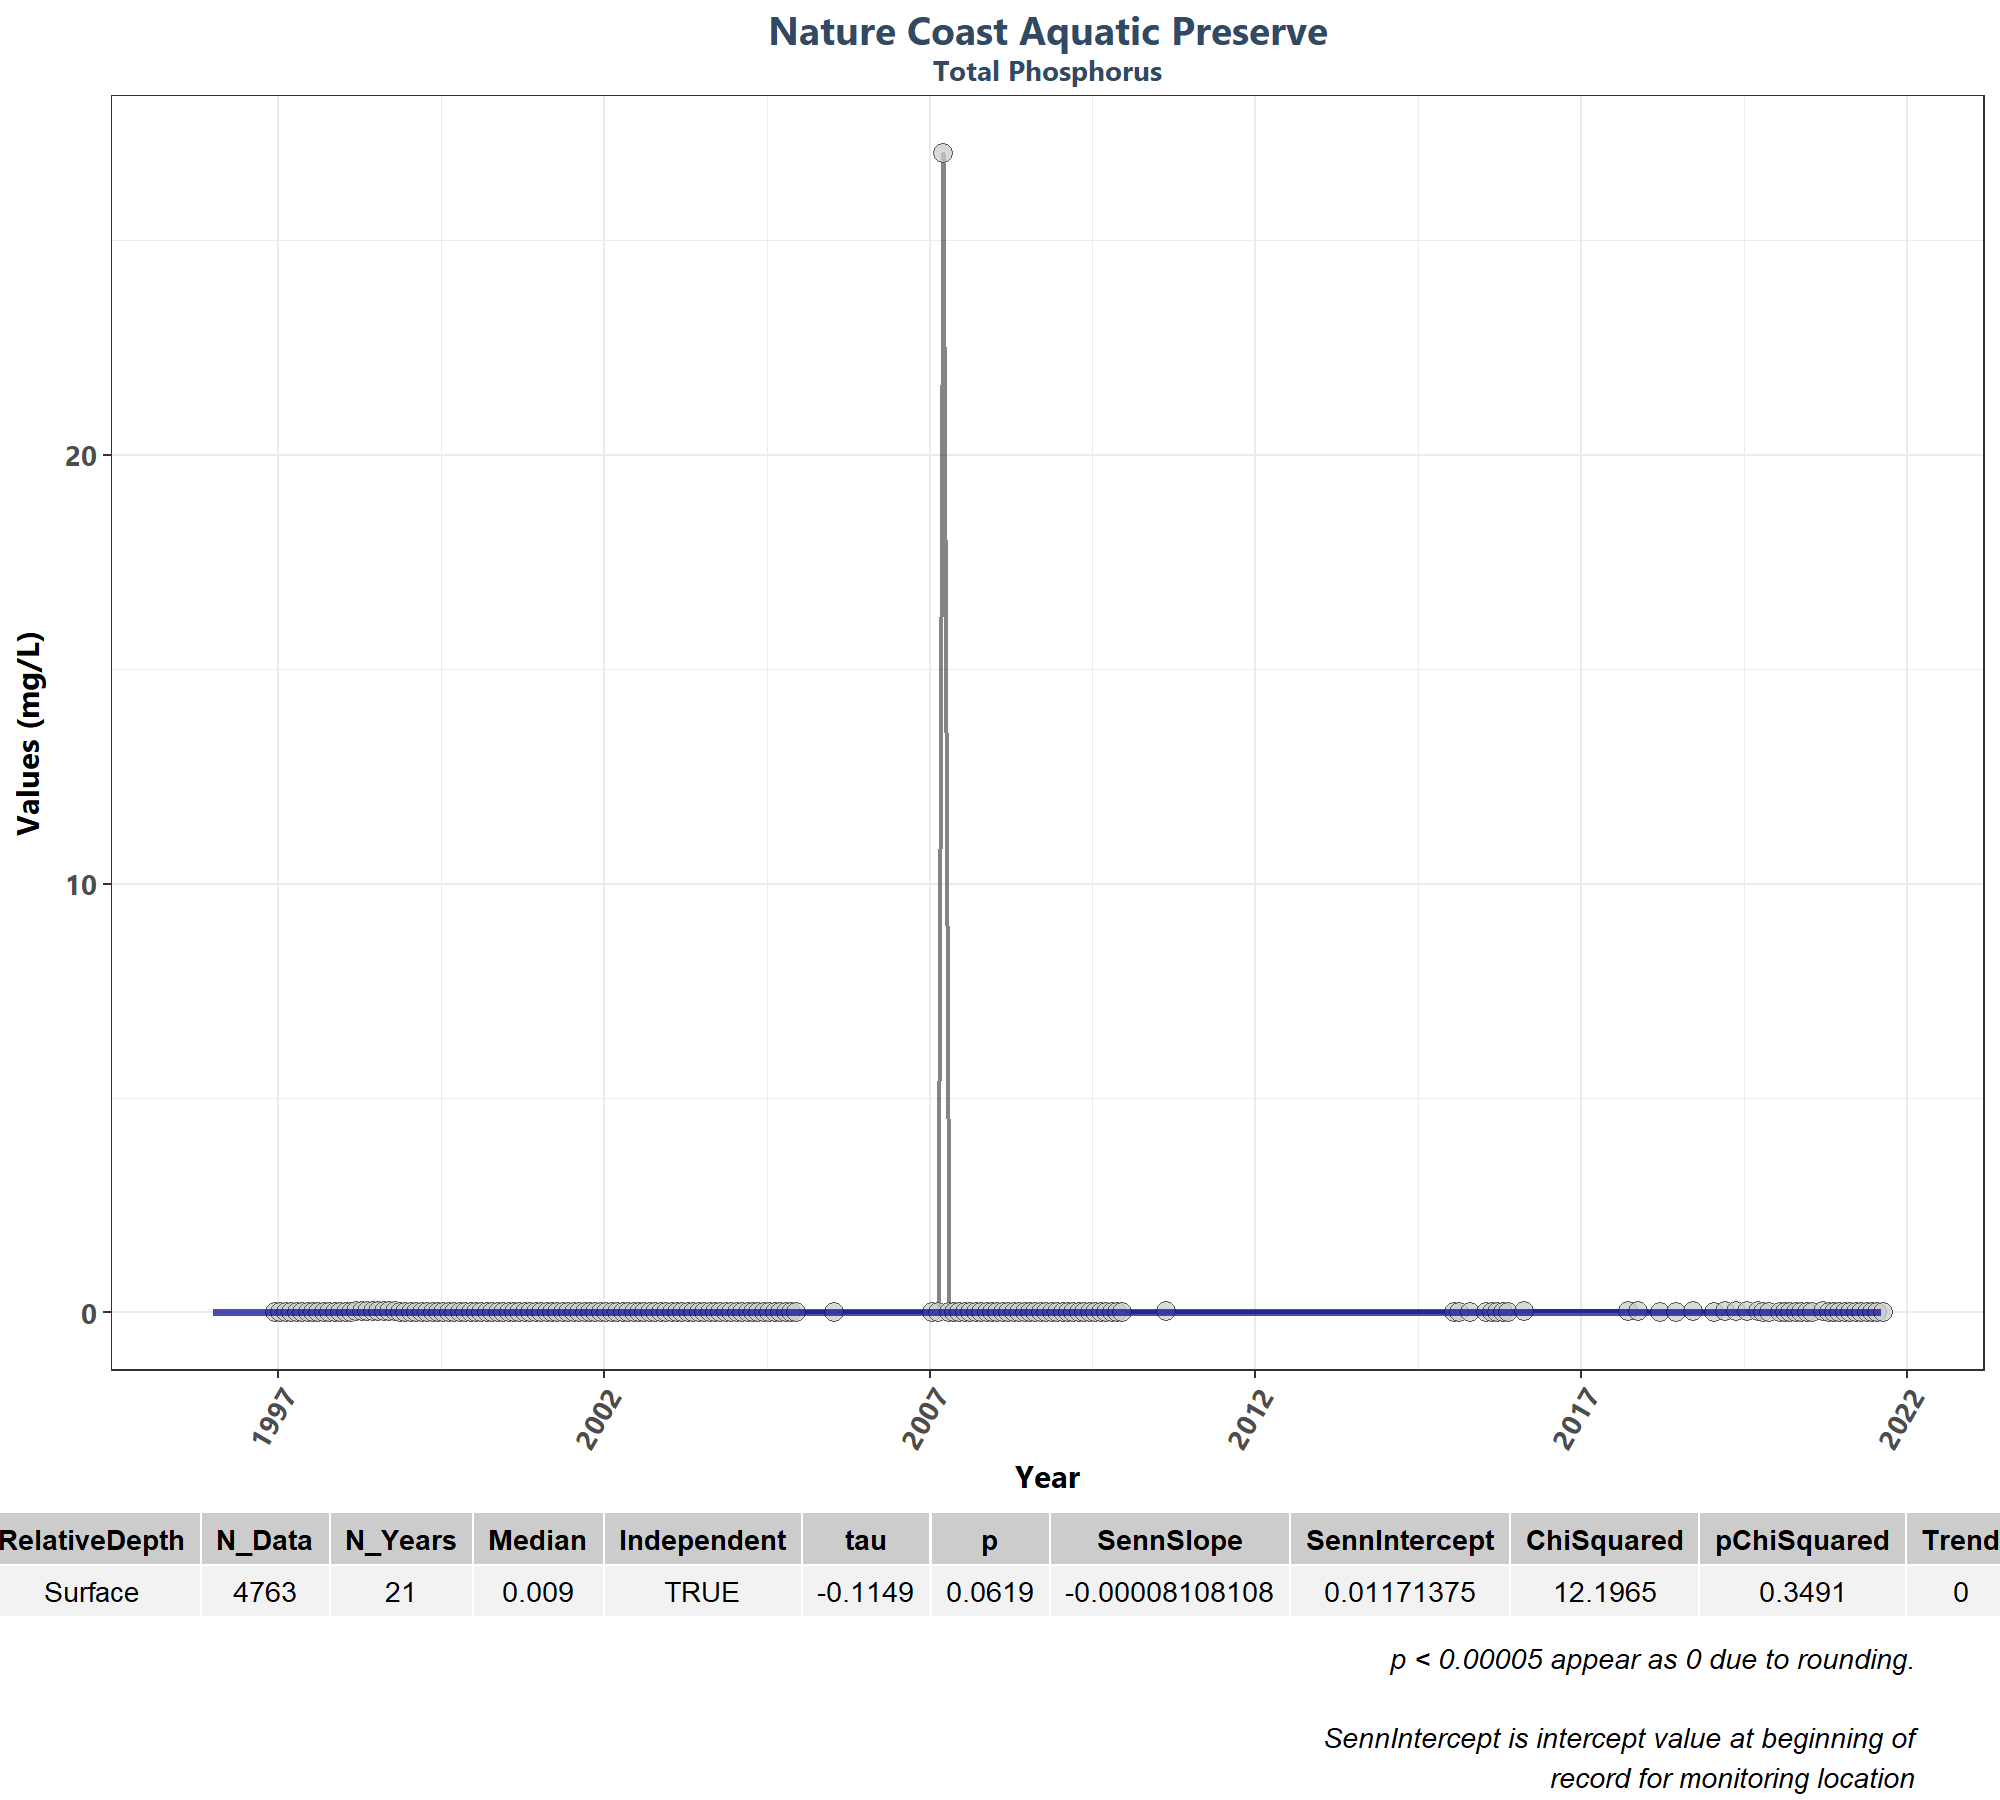 Nature Coast Aquatic Preserve
Total Phosphorus
Values (mg/L)
20
10
0
1997 2002 2007 2012 2017 2022
Year
RelativeDepth N_Data N_Years Median Independent tau p SennSlope SennIntercept ChiSquared pChiSquared Trend
Surface 4763 21 0.009 TRUE -0.1149 0.0619 -0.00008108108 0.01171375 12.1965 0.3491 0
p < 0.00005 appear as 0 due to rounding.
SennIntercept is intercept value at beginning of
record for monitoring location